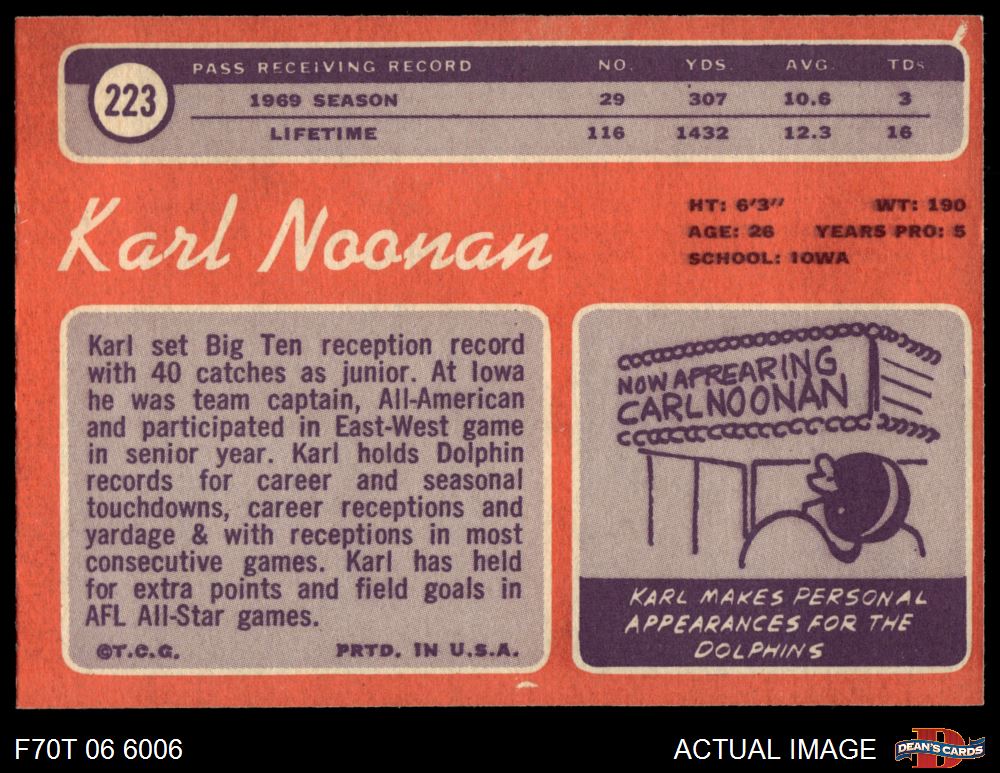 223
PASS RECEIVING RECORD NO. YDS. AVG. TDs
1969 SEASON 29 307 10.6 3
LIFETIME 116 1432 12.3 16
Karl Noonan
HT: 6'3" WT: 190
AGE: 26 YEARS PRO: 5
SCHOOL: IOWA
Karl set Big Ten reception record
with 40 catches as junior. At Iowa
he was team captain, All-American
and participated in East-West game
in senior year. Karl holds Dolphin
records for career and seasonal
touchdowns, career receptions and
yardage & with receptions in most
consecutive games. Karl has held
for extra points and field goals in
AFL All-Star games.
©T.C.G. PRTD. IN U.S.A.
NOW APREARING
CARL NOONAN
KARL MAKES PERSONAL
APPEARANCES FOR THE
DOLPHINS
F70T 06 6006
ACTUAL IMAGE
D
DEAN'S CARDS